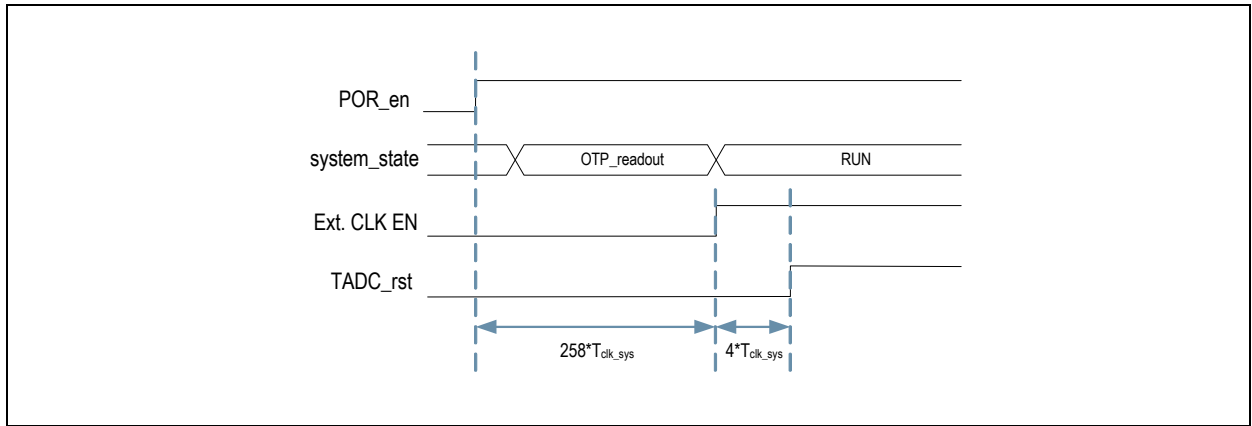 POR_en
system_state
OTP_readout
RUN
Ext. CLK EN
TADC_rst
258*Tclk_sys
4*Tclk_sys